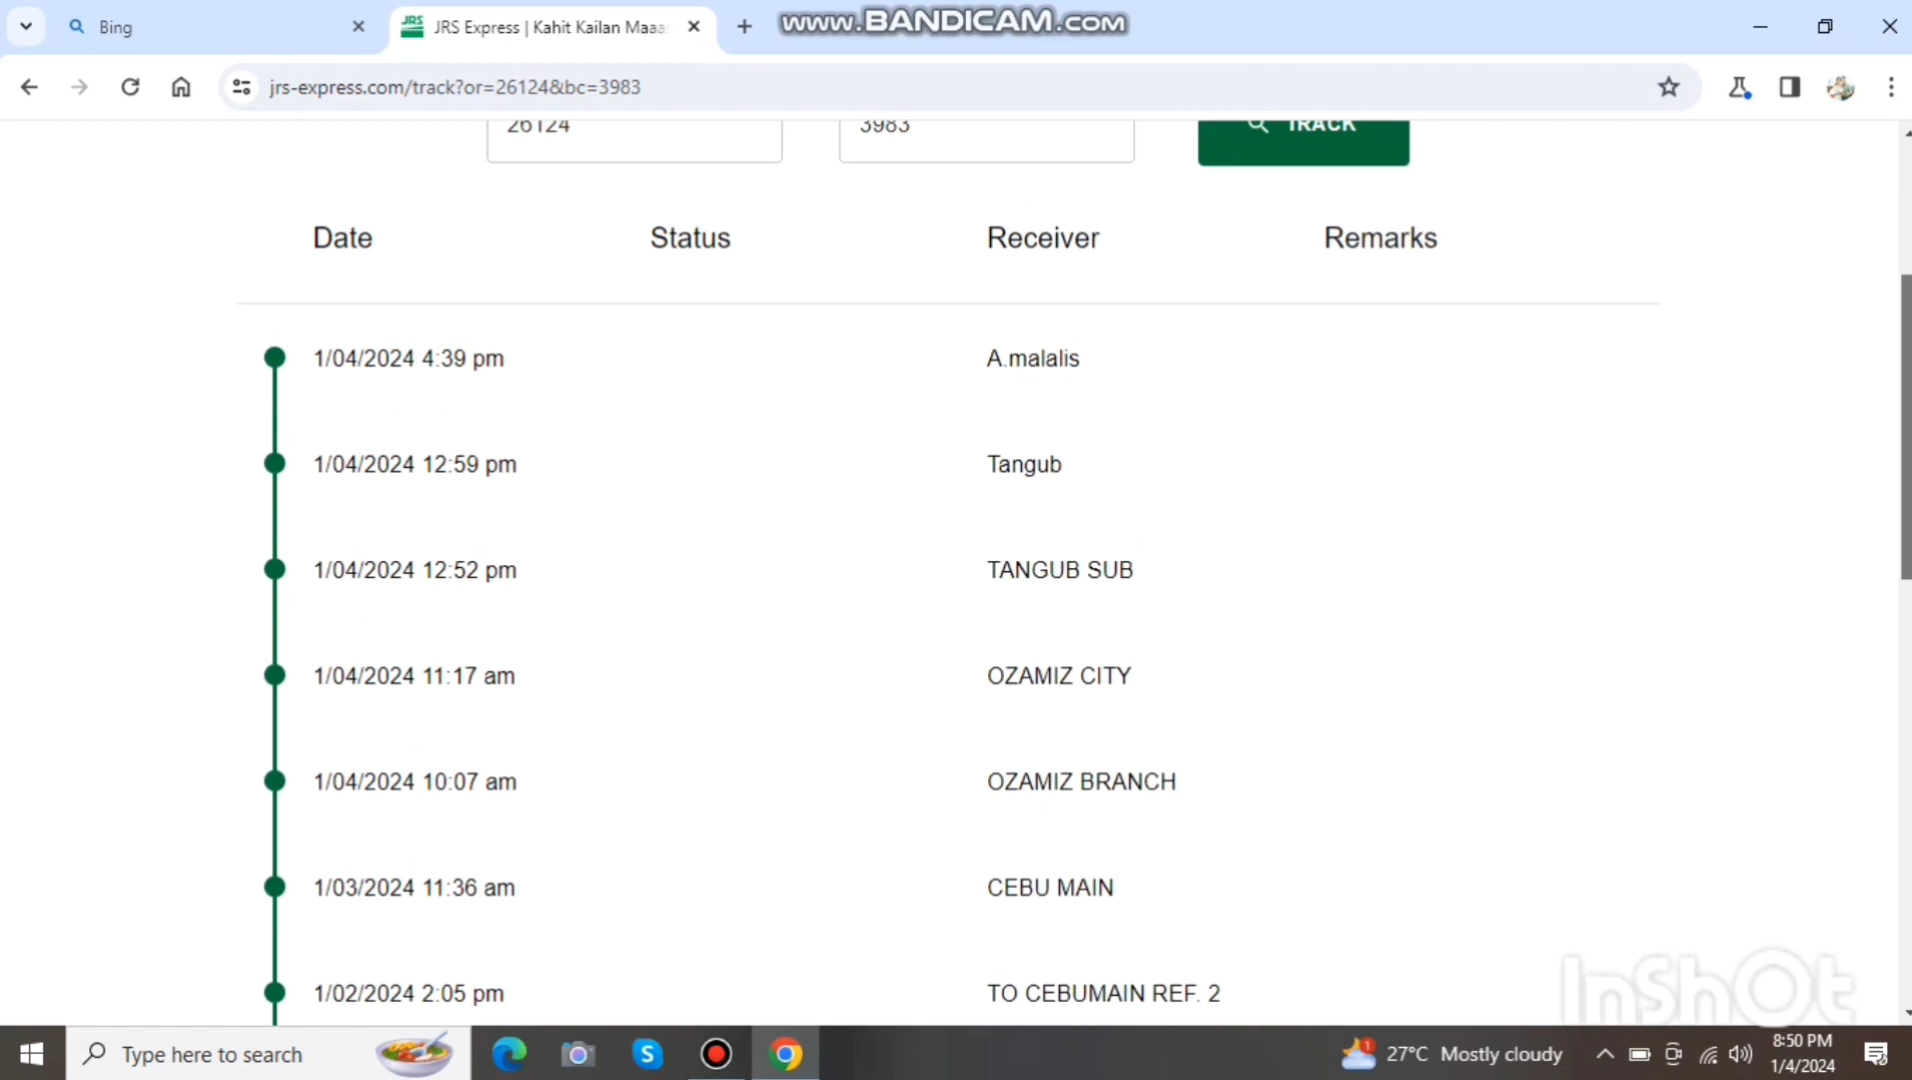 Bing
JRS Express | Kahit Kailan Maaas
www.BANDICAM.com
jrs-express.com/track?or=26124&bc=3983
26124
3983
TRACK
Date Status Receiver Remarks
1/04/2024 4:39 pm A.malalis
1/04/2024 12:59 pm Tangub
1/04/2024 12:52 pm TANGUB SUB
1/04/2024 11:17 am OZAMIZ CITY
1/04/2024 10:07 am OZAMIZ BRANCH
1/03/2024 11:36 am CEBU MAIN
1/02/2024 2:05 pm TO CEBUMAIN REF. 2
InShOt
Type here to search
S
1
27°C Mostly cloudy
8:50 PM
1/4/2024